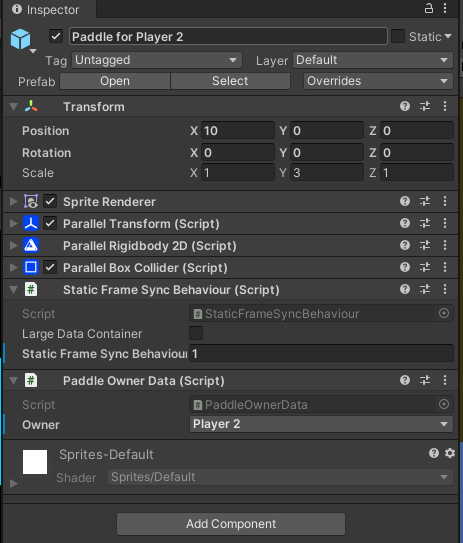 Inspector
Paddle for Player 2 Static
Tag Untagged Layer Default
Prefab Open Select Overrides
Transform
Position X 10 Y 0 Z 0
Rotation X 0 Y 0 Z 0
Scale X 1 Y 3 Z 1
Sprite Renderer
Parallel Transform (Script)
Parallel Rigidbody 2D (Script)
Parallel Box Collider (Script)
# Static Frame Sync Behaviour (Script)
Script # StaticFrameSyncBehaviour
Large Data Container
Static Frame Sync Behaviour 1
# Paddle Owner Data (Script)
Script # PaddleOwnerData
Owner Player 2
Sprites-Default
Shader Sprites/Default
Add Component